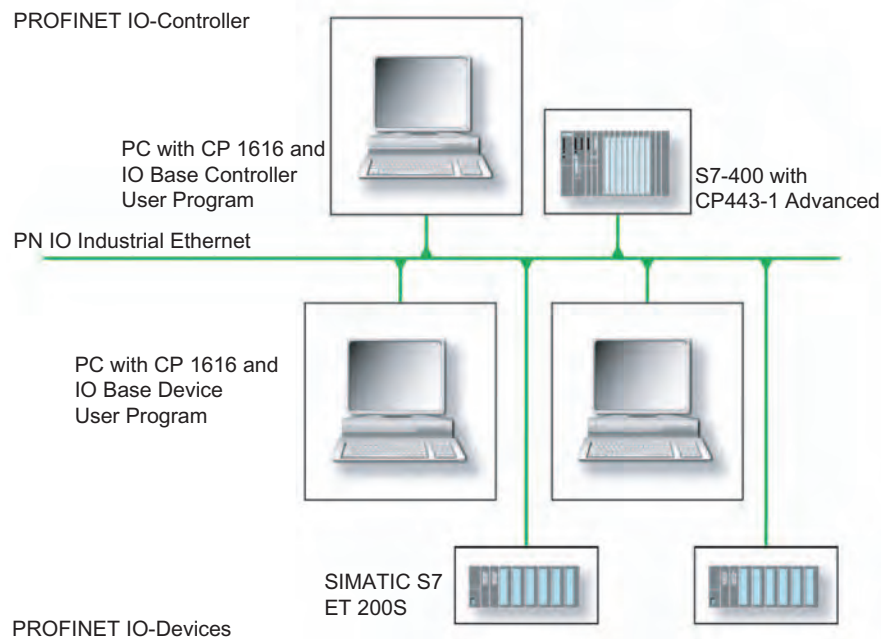 PROFINET IO-Controller
PC with CP 1616 and
IO Base Controller
User Program
S7-400 with
CP443-1 Advanced
PN IO Industrial Ethernet
PC with CP 1616 and
IO Base Device
User Program
SIMATIC S7
ET 200S
PROFINET IO-Devices